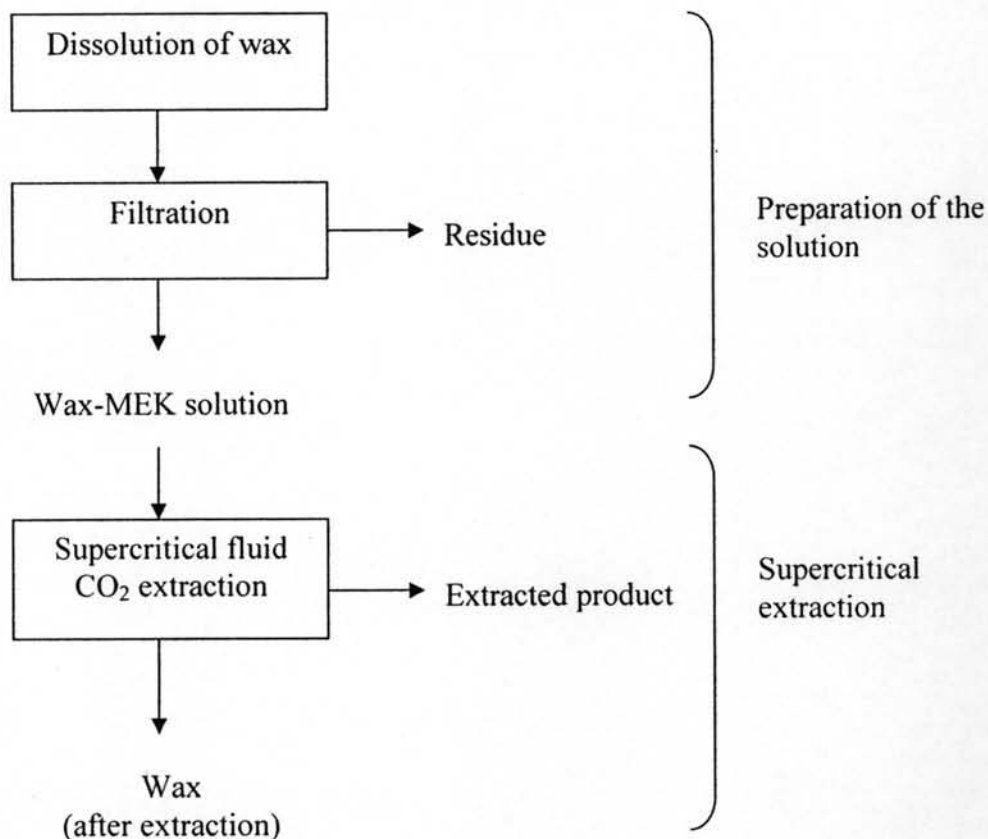 Dissolution of wax
Filtration
Residue
Preparation of the
solution
Wax-MEK solution
Supercritical fluid
CO₂ extraction
Extracted product
Supercritical
extraction
Wax
(after extraction)